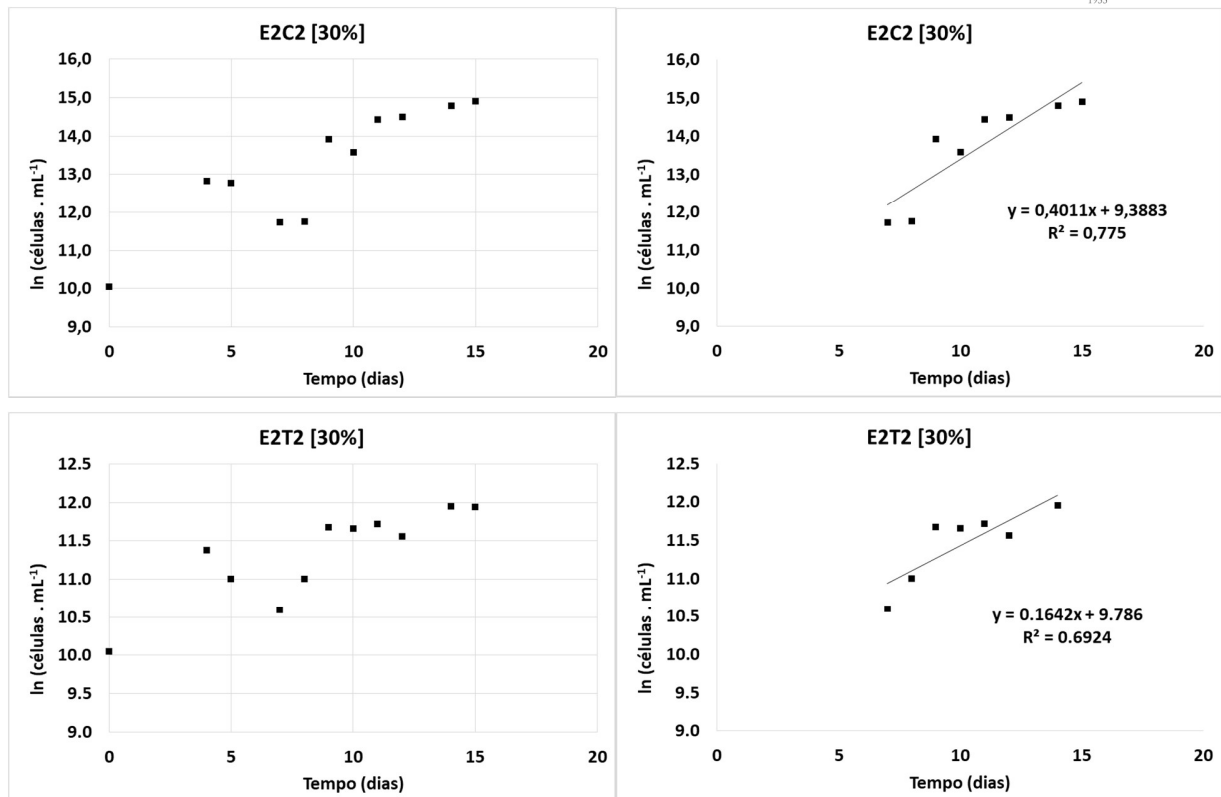 1955
E2C2 [30%]
16,0
15,0
14,0
13,0
12,0
11,0
10,0
9,0
ln (células . mL⁻¹)
0 5 10 15 20
Tempo (dias)
E2C2 [30%]
16,0
15,0
14,0
13,0
12,0
11,0
10,0
9,0
ln (células . mL⁻¹)
y = 0,4011x + 9,3883
R² = 0,775
0 5 10 15 20
Tempo (dias)
E2T2 [30%]
12.5
12.0
11.5
11.0
10.5
10.0
9.5
9.0
ln (células . mL⁻¹)
0 5 10 15 20
Tempo (dias)
E2T2 [30%]
12.5
12.0
11.5
11.0
10.5
10.0
9.5
9.0
ln (células . mL⁻¹)
y = 0.1642x + 9.786
R² = 0.6924
0 5 10 15 20
Tempo (dias)